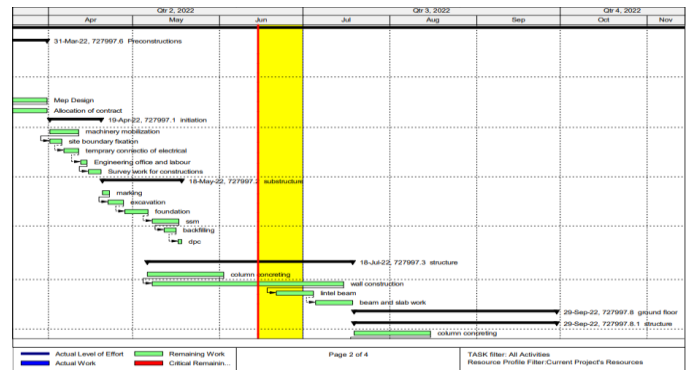 Qtr 2, 2022 Qtr 3, 2022 Qtr 4, 2022
Apr May Jun Jul Aug Sep Oct Nov
31-Mar-22, 727997.6 Preconstructions
Mep Design
Allocation of contract
19-Apr-22, 727997.1 initiation
machinery mobilization
site boundary fixation
temprary connectio of electrical
Engineering office and labour
Survey work for constructions
18-May-22, 727997.2 substructure
marking
excavation
foundation
ssm
backfilling
dpc
18-Jul-22, 727997.3 structure
column concreting
wall construction
lintel beam
beam and slab work
29-Sep-22, 727997.8 ground floor
29-Sep-22, 727997.8.1 structure
column concreting
Actual Level of Effort Remaining Work Page 2 of 4 TASK filter: All Activities
Actual Work Critical Remainin... Resource Profile Filter:Current Project's Resources